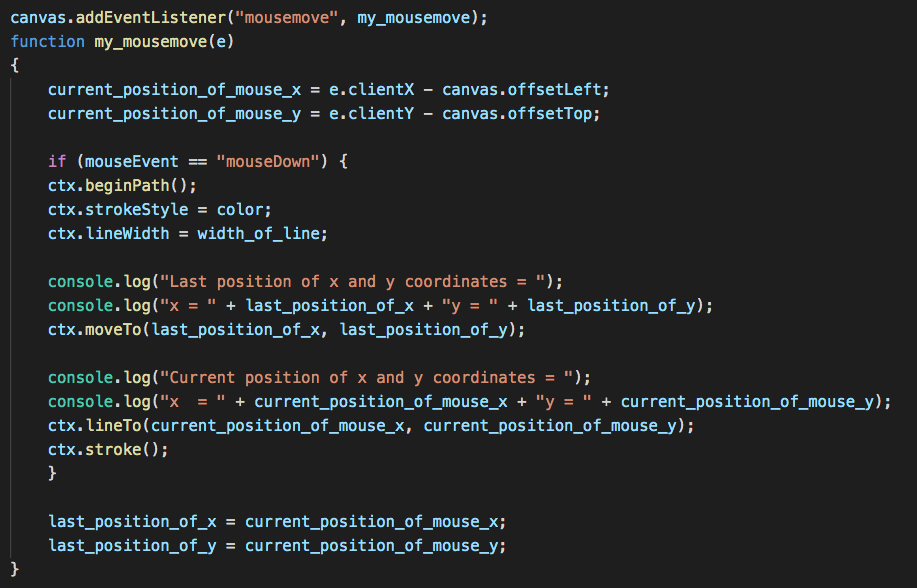 canvas.addEventListener("mousemove", my_mousemove);
function my_mousemove(e)
{
    current_position_of_mouse_x = e.clientX - canvas.offsetLeft;
    current_position_of_mouse_y = e.clientY - canvas.offsetTop;

    if (mouseEvent == "mouseDown") {
    ctx.beginPath();
    ctx.strokeStyle = color;
    ctx.lineWidth = width_of_line;

    console.log("Last position of x and y coordinates = ");
    console.log("x = " + last_position_of_x + "y = " + last_position_of_y);
    ctx.moveTo(last_position_of_x, last_position_of_y);

    console.log("Current position of x and y coordinates = ");
    console.log("x  = " + current_position_of_mouse_x + "y = " + current_position_of_mouse_y);
    ctx.lineTo(current_position_of_mouse_x, current_position_of_mouse_y);
    ctx.stroke();
    }

    last_position_of_x = current_position_of_mouse_x;
    last_position_of_y = current_position_of_mouse_y;
}